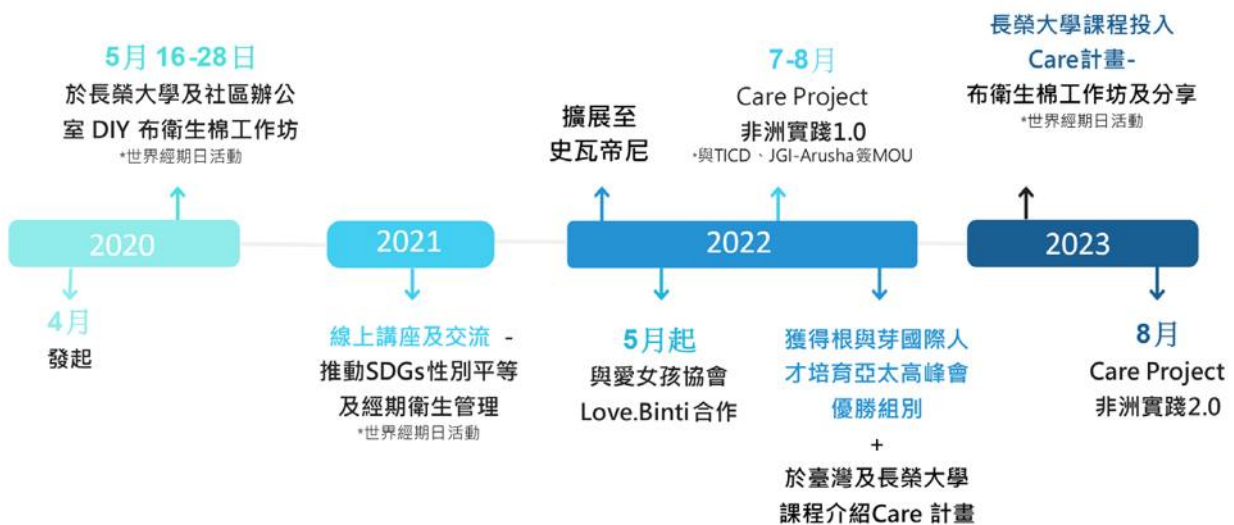 5月 16-28日
於長榮大學及社區辦公
室 DIY 布衛生棉工作坊
*世界經期日活動
擴展至
史瓦帝尼
7-8月
Care Project
非洲實踐1.0
*與TICD、JGI-Arusha簽MOU
長榮大學課程投入
Care計畫-
布衛生棉工作坊及分享
*世界經期日活動
2020
2021
2022
2023
4月
發起
線上講座及交流 -
推動SDGs性別平等
及經期衛生管理
*世界經期日活動
5月起
與愛女孩協會
Love.Binti合作
獲得根與芽國際人
才培育亞太高峰會
優勝組別
+
於臺灣及長榮大學
課程介紹Care 計畫
8月
Care Project
非洲實踐2.0